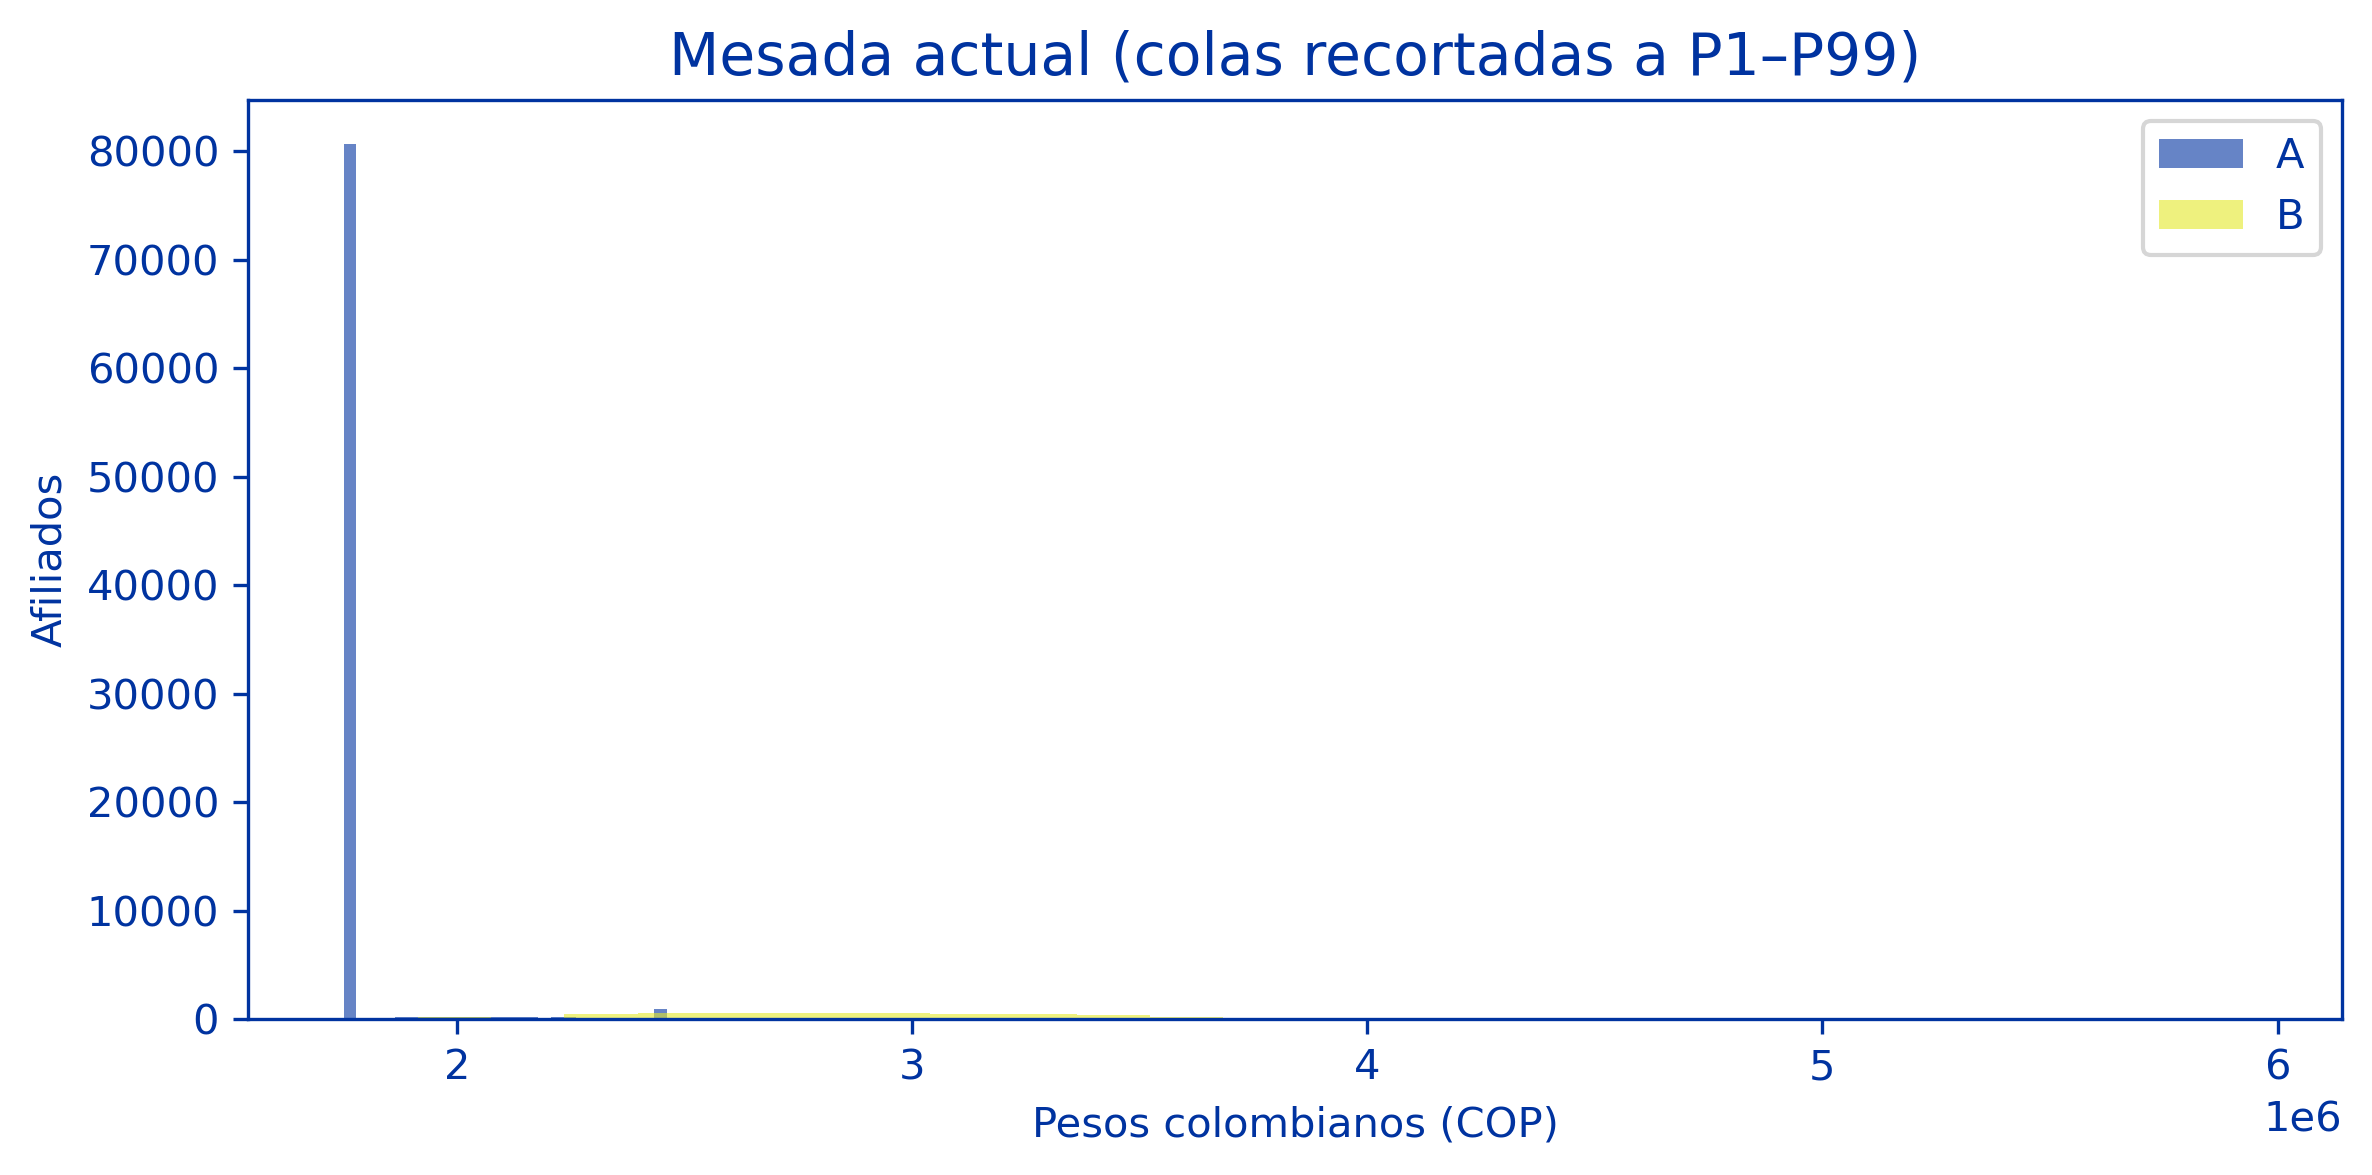 Mesada actual (colas recortadas a P1–P99)
A
B
80000
70000
60000
50000
40000
30000
20000
10000
0
Afiliados
2
3
4
5
6
1e6
Pesos colombianos (COP)